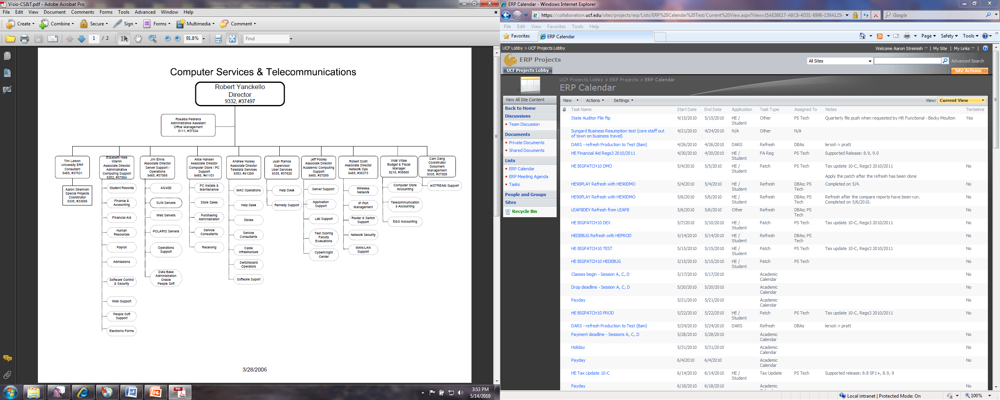 Visio-CS&T.pdf - Adobe Acrobat Pro
File Edit View Document Comments Forms Tools Advanced Window Help
Create Combine Secure Sign Forms Multimedia Comment
1 / 2 91.8% Find
Computer Services & Telecommunications
Robert Yanckello
Director
9332, #37497
Rosalba Pedreira
Administrative Assistant
Office Management
0111, #37534
Tim Larson
University ERP
Consultant
9465, #37531
Aaron Streimish
Special Projects
Coordinator
9335, #33096
Elizabeth Hale
Interim
Associate Director
Administrative
Computing Support
9252, #37564
Student Records
Finance &
Accounting
Financial Aid
Human
Resources
Payroll
Admissions
Software Control
& Security
Web Support
People Soft
Support
Electronic Forms
Jim Ennis
Associate Director
Server Support /
Operations
9465, #37568
AS/400
SUN Servers
Web Servers
POLARIS Servers
Operations
Support
Data Base
Administration
Oracle
People Soft
Alice Hansen
Associate Director
Computer Store / PC
Support
9465, #41101
PC Installs &
Maintenance
Store Sales
Purchasing
Administration
Service
Consultants
Receiving
Andrew Hulsey
Associate Director
Teledata Services
9383, #41299
MAC Operations
Help Desk
Stores
Service
Consultants
Cable
Infrastructure
Switchboard
Operators
Software Suport
Juan Ramos
Supervisor
User Services
9335, #37620
Help Desk
Remedy Support
Jeff Pooley
Associate Director
Academic Computing
Support
9465, #37089
Server Support
Application
Support
Lab Support
Test Scoring
Faculty
Evaluations
CyberKnight
Center
Robert Scott
Associate Director
Network Ops
9465, #36373
Wireless
Network
IP Port
Management
Router & Switch
Support
Network Security
WAN/LAN
Support
Vicki Vitale
Budget & Fiscal
Manager
9218, #38665
Computer Store
Accounting
Telecommunication
s Accounting
E&G Accounting
Cam Dang
Coordinator
Document
Management
9335, #37508
eISTREAM Support
3/28/2006
3:53 PM
5/14/2010
ERP Calendar - Windows Internet Explorer
https://collaboration.ucf.edu/sites/projects/erp/Lists/ERP%20Calendar%20Test/Current%20View.aspx?View={5AE38E17-A8C8-4D31-8996-159A125 Google
File Edit View Favorites Tools Help
Favorites ERP Calendar Page Safety Tools
UCF Lobby > UCF Projects Lobby Welcome Aaron Streimish | My Site | My Links |
ERP Projects All Sites Advanced Search
UCF Projects Lobby Site Actions
UCF Projects Lobby > ERP Projects > ERP Calendar
ERP Calendar
View All Site Content
Back to Home
Discussions
Team Discussion
Documents
Private Documents
Shared Documents
Lists
ERP Calendar
ERP Meeting Agenda
Tasks
People and Groups
Sites
Recycle Bin
New Actions Settings View: Current View
Task Name Start Date End Date Application Task Type Assigned To Notes Tentative
State Auditor File ftp 4/15/2010 5/15/2010 HE / Other PS Tech Quarterly file push when requested by HR Functional - Becky Moulton Yes
Student
Sungard Business Resumption test (core staff out 4/21/2010 4/24/2010 N/A Other N/A
of town on business travel)
DARS - refresh Production to Test (8am) 4/26/2010 4/26/2010 DARS Refresh DBAs lerxst-> pratt
HE Financial Aid Regs3 2010/2011 4/30/2010 4/30/2010 HE / FA Reg PS Tech Supported Release: 8.9, 9.0
Student
HE BIGPATCH10 DMO 5/4/2010 5/5/2010 HE / Patch PS Tech Tax update 10-C, Regs3 2010/2011 No
Student
Apply the patch after the refresh has been done
HE90PLAY Refresh with HE90DMO 5/4/2010 5/4/2010 HE / Refresh DBAs; PS Completed on 5/4. No
Student Tech
HE90PLAY Refresh with HE90DMO 5/6/2010 5/6/2010 HE / Refresh DBAs; PS Refresh after the compare reports have been run. No
Student Tech Completed on 5/6/2010.
LEAP8DEV Refresh from LEAP8 5/6/2010 5/6/2010 Other Refresh DBAs; PS No
Tech
HE BIGPATCH10 DEV 5/7/2010 5/10/2010 HE / Patch PS Tech Tax update 10-C, Regs3 2010/2011 No
Student
HEDEBUG Refresh with HEPROD 5/14/2010 5/14/2010 HE / Refresh DBAs; PS No
Student Tech
HE BIGPATCH10 TEST 5/15/2010 5/15/2010 HE / Patch PS Tech Tax update 10-C, Regs3 2010/2011 No
Student
HE BIGPATCH10 HEDEBUG 5/15/2010 5/15/2010 HE / Patch PS Tech No
Student
Classes begin - Session A, C, D 5/17/2010 5/17/2010 Academic No
Calendar
Drop deadline - Session A, C, D 5/20/2010 5/20/2010 Academic No
Calendar
Payday 5/21/2010 5/21/2010 Academic No
Calendar
HE BIGPATCH10 PROD 5/22/2010 5/22/2010 HE / Patch PS Tech Tax update 10-C, Regs3 2010/2011 No
Student
DARS - refresh Production to Test (8am) 5/24/2010 5/24/2010 DARS Refresh DBAs lerxst-> pratt No
Payment deadline - Sessions A, C, D 5/28/2010 5/28/2010 Academic No
Calendar
Holiday 5/31/2010 5/31/2010 Academic No
Calendar
Payday 6/4/2010 6/4/2010 Academic No
Calendar
HE Tax Update 10-C 6/14/2010 6/14/2010 HE / Tax Update PS Tech Supported release: 8.8 SP1+, 8.9, 9
Student
Payday 6/18/2010 6/18/2010 Academic No
Calendar
Local intranet | Protected Mode: On 100%